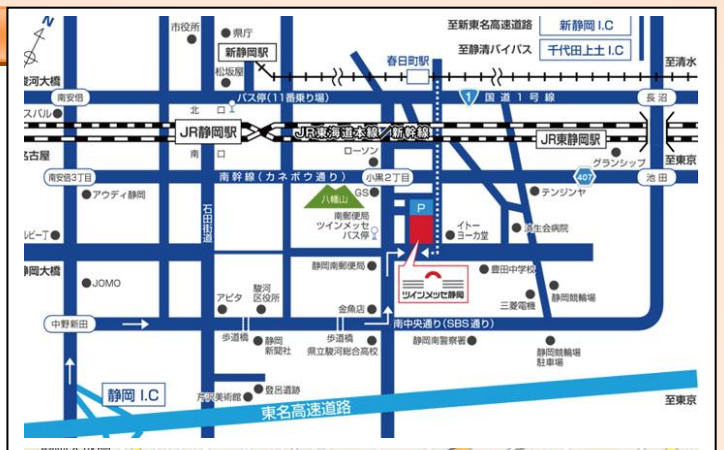 N
市役所
県庁
新静岡駅
松坂屋
至新東名高速道路
新静岡 I.C
至静清バイパス
千代田上土 I.C
春日町駅
至清水
河大橋
南安倍
バス停(11番乗り場)
1
国道1号線
長沼
北 口
スパル
JR静岡駅
JR東海道本線/新幹線
JR東静岡駅
名古屋
南 口
ローソン
グランシップ
至東京
南安倍3丁目
南幹線(カネボウ通り)
小黒2丁目
407
池田
アウディ静岡
石田街道
八幡山
GS
P
テンジンヤ
南郵便局
ツインメッセ
バス停
イトー
ヨーカ堂
済生会病院
ルビー丁
静岡南郵便局
岡大橋
ツインメッセ静岡
豊田中学校
JOMO
アピタ
駿河
区役所
金魚店
三菱電機
静岡競輪場
中野新田
南中央通り(SBS通り)
歩道橋
静岡
新聞社
歩道橋
県立駿河総合高校
静岡南警察署
静岡競輪場
駐車場
静岡 I.C
芹沢美術館
登呂遺跡
東名高速道路
至東京